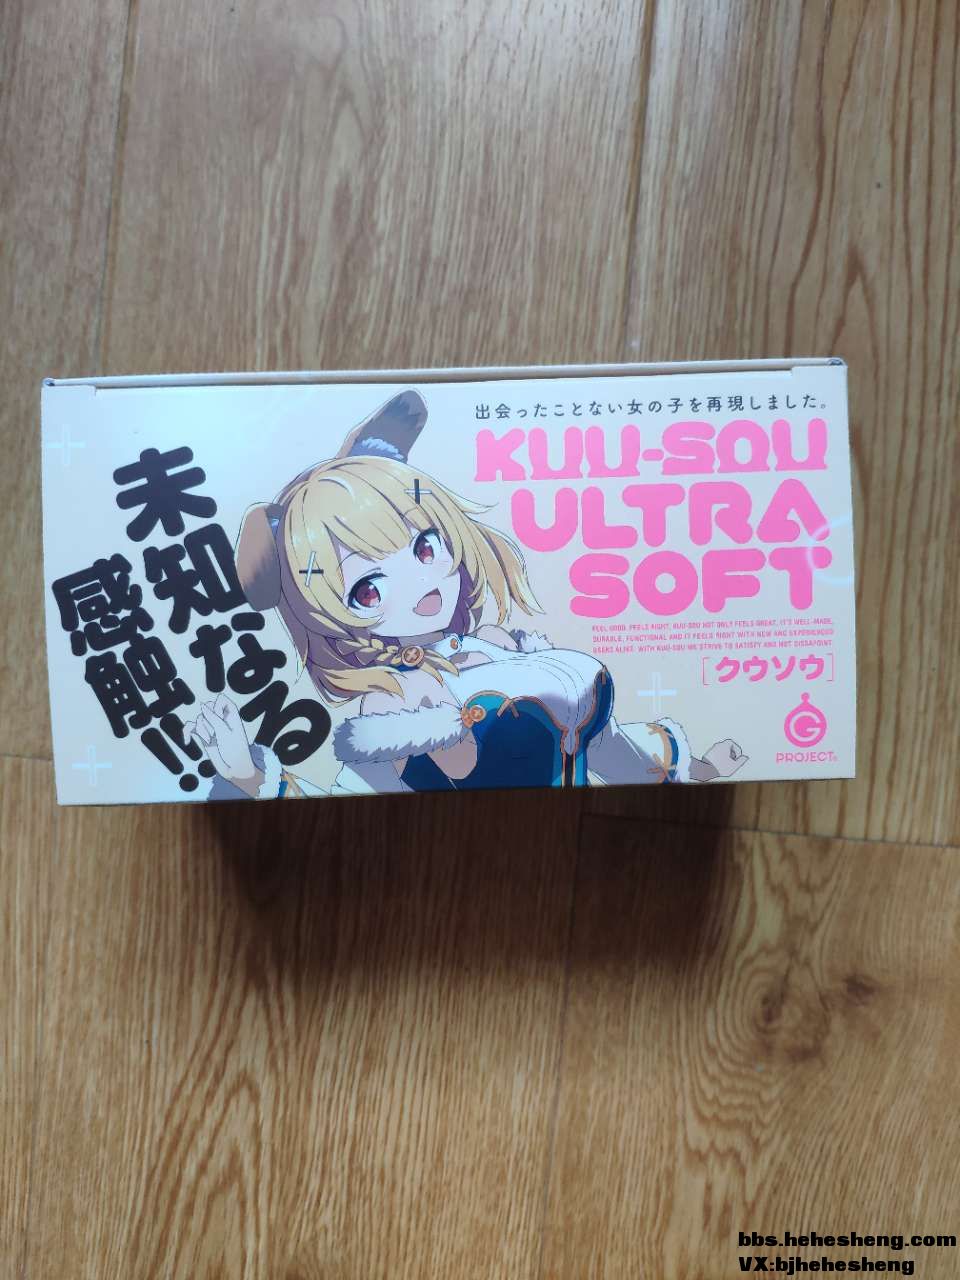 未知なる
感触!!
出会ったことない女の子を再現しました。
KUU-SOU
ULTRA
SOFT
FEEL GOOD. FEELS RIGHT. KUU-SOU NOT ONLY FEELS GREAT, IT'S WELL-MADE,
DURABLE, FUNCTIONAL AND IT FEELS RIGHT WITH NEW AND EXPERIENCED
USERS ALIKE. WITH KUU-SOU WE STRIVE TO SATISFY AND NOT DISSAPOINT
[クウソウ]
G
PROJECT®
bbs.hehesheng.com
VX:bjhehesheng